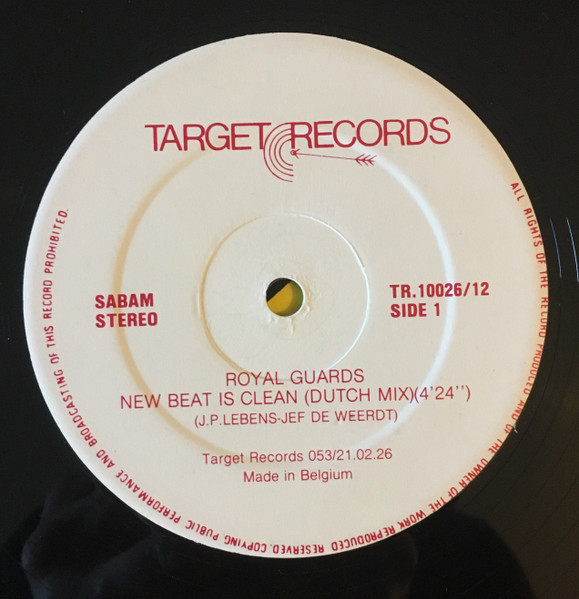 TARGET RECORDS
SABAM
STEREO
TR.10026/12
SIDE 1
ROYAL GUARDS
NEW BEAT IS CLEAN (DUTCH MIX)(4'24'')
(J.P.LEBENS-JEF DE WEERDT)
Target Records 053/21.02.26
Made in Belgium
ALL RIGHTS OF THE RECORD PRODUCED AND OF THE OWNER OF THE WORK REPRODUCED RESERVED.COPYING PUBLIC PERFORMANCE AND BROADCASTING OF THIS RECORD PROHIBITED.